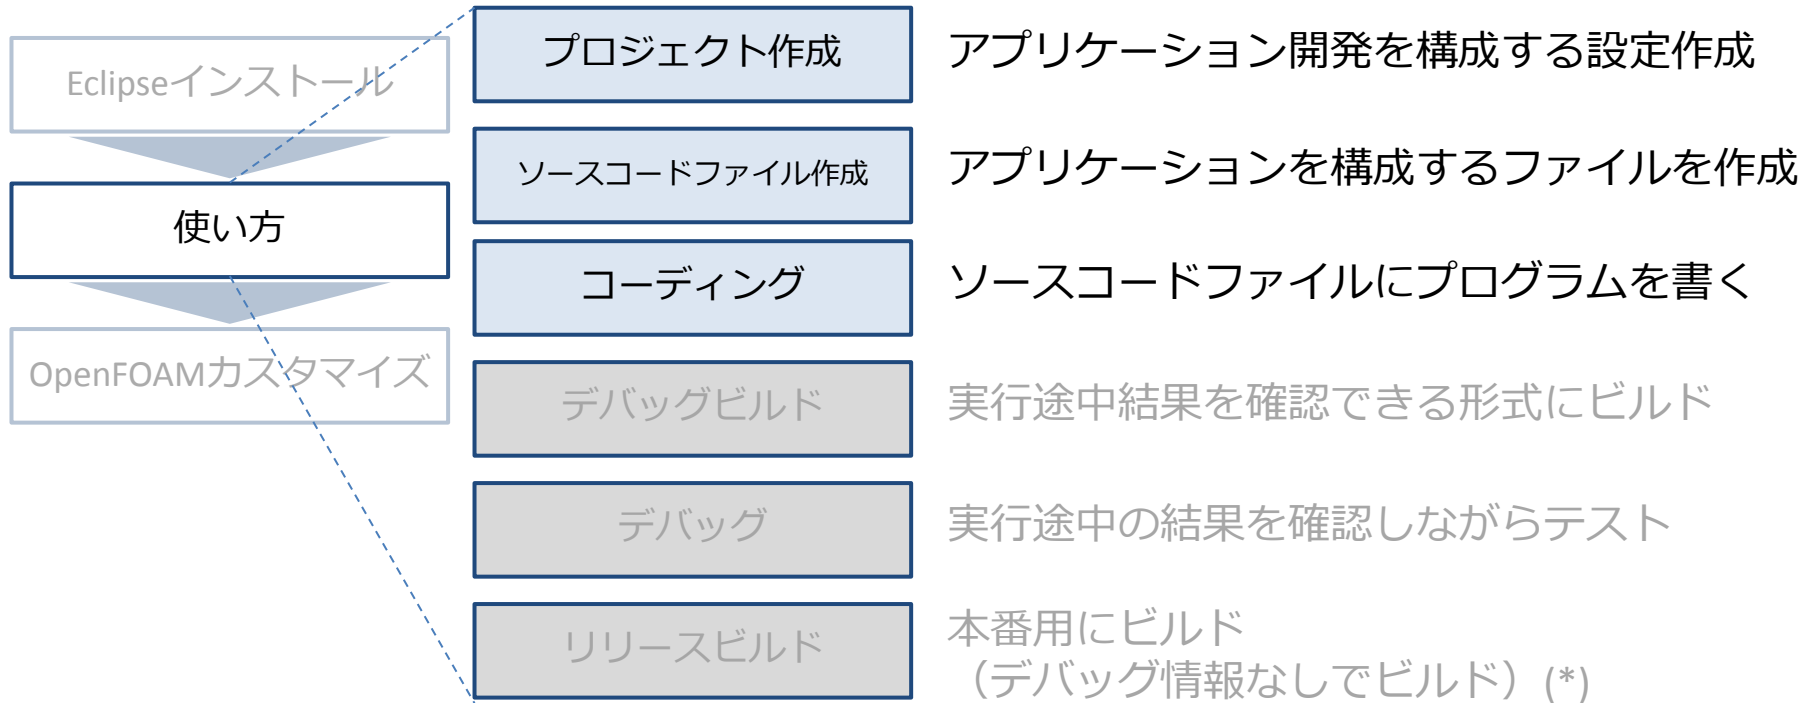 Eclipseインストール
使い方
OpenFOAMカスタマイズ
プロジェクト作成
アプリケーション開発を構成する設定作成
ソースコードファイル作成
アプリケーションを構成するファイルを作成
コーディング
ソースコードファイルにプログラムを書く
デバッグビルド
実行途中結果を確認できる形式にビルド
デバッグ
実行途中の結果を確認しながらテスト
リリースビルド
本番用にビルド
（デバッグ情報なしでビルド）(*)